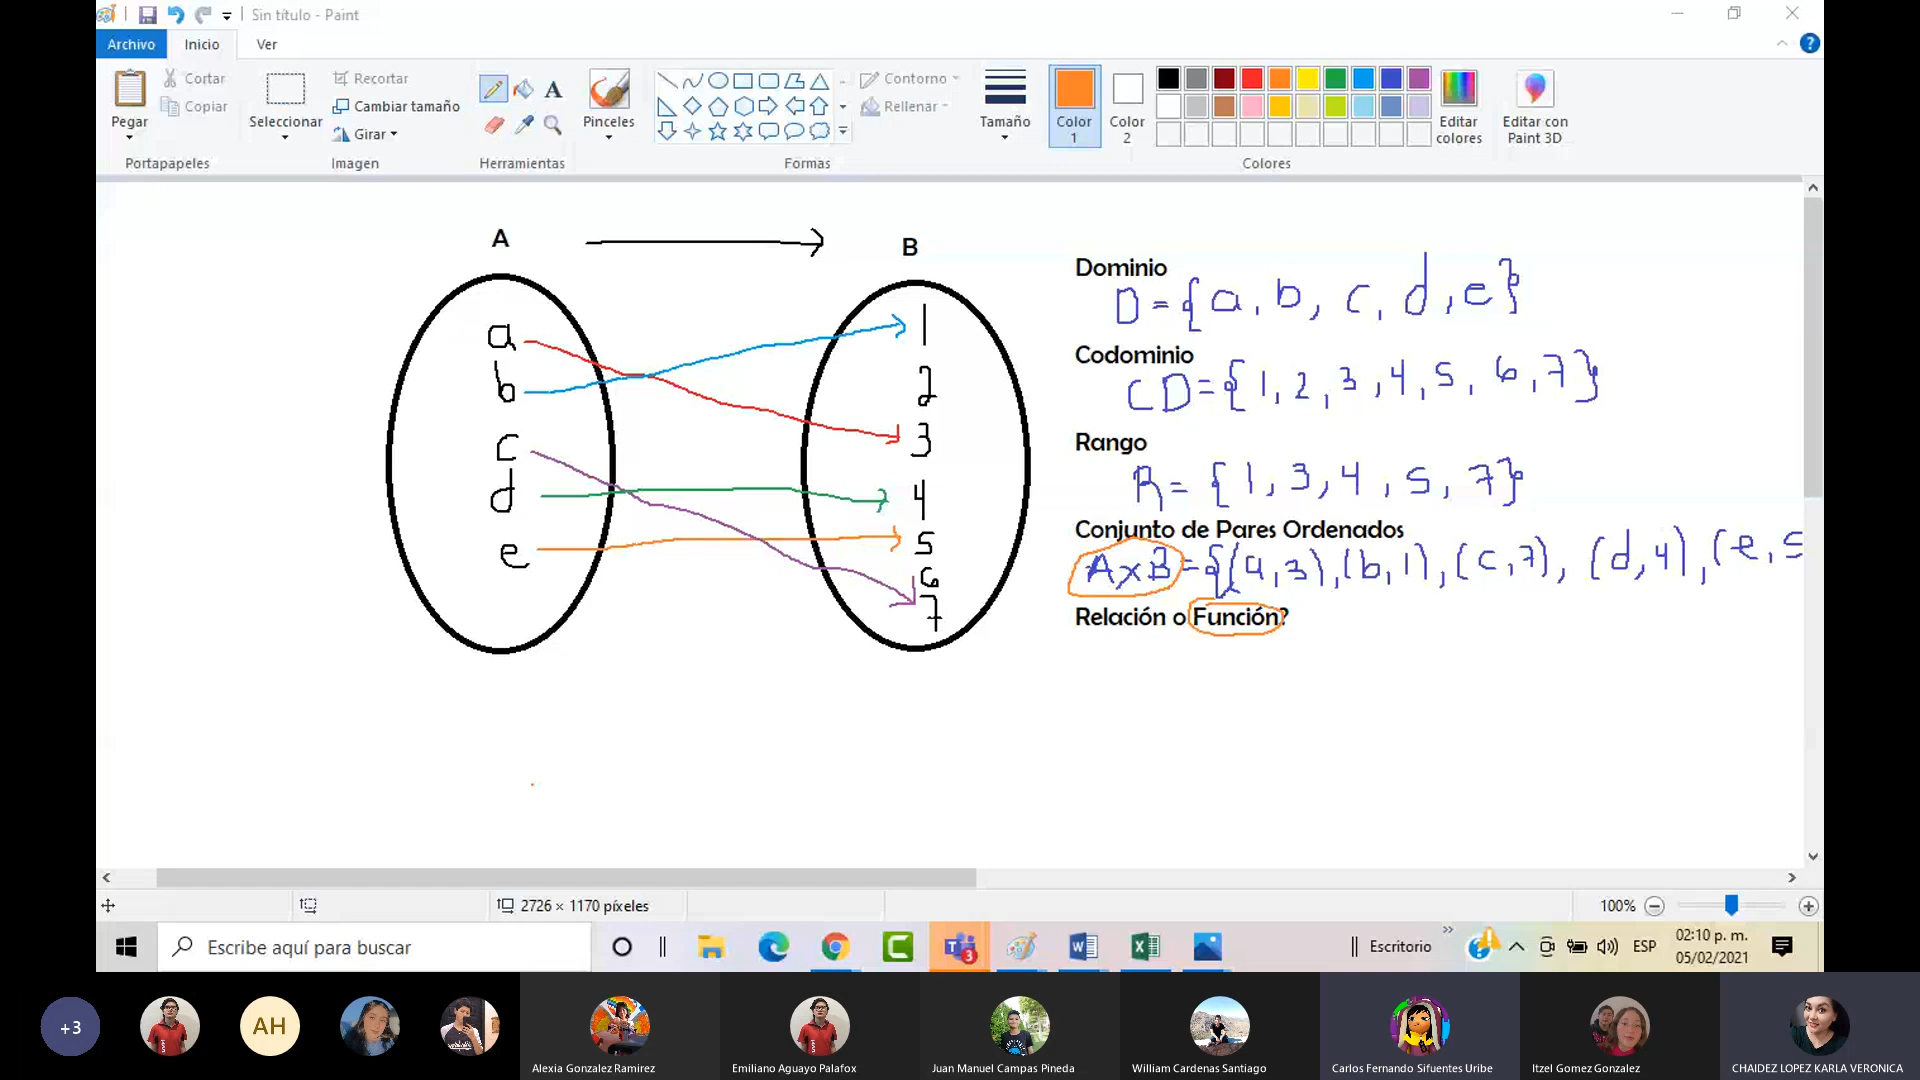 Sin título - Paint
Archivo Inicio Ver
Pegar Cortar Copiar Portapapeles
Seleccionar Recortar Cambiar tamaño Girar Imagen
A Herramientas
Pinceles
Contorno Rellenar Formas
Tamaño
Color 1 Color 2 Editar colores Colores
Editar con Paint 3D
A B
a 1
b 2
c 3
d 4
e 5
6
7
Dominio
D = {a, b, c, d, e}
Codominio
CD = {1, 2, 3, 4, 5, 6, 7}
Rango
R = {1, 3, 4, 5, 7}
Conjunto de Pares Ordenados
AxB = {(a,3), (b,1), (c,7), (d,4), (e,5
Relación o Función?
2726 × 1170 píxeles 100%
Escribe aquí para buscar 3 Escritorio ESP 02:10 p. m.
05/02/2021
+3 AH
Alexia Gonzalez Ramirez Emiliano Aguayo Palafox Juan Manuel Campas Pineda William Cardenas Santiago Carlos Fernando Sifuentes Uribe Itzel Gomez Gonzalez CHAIDEZ LOPEZ KARLA VERONICA